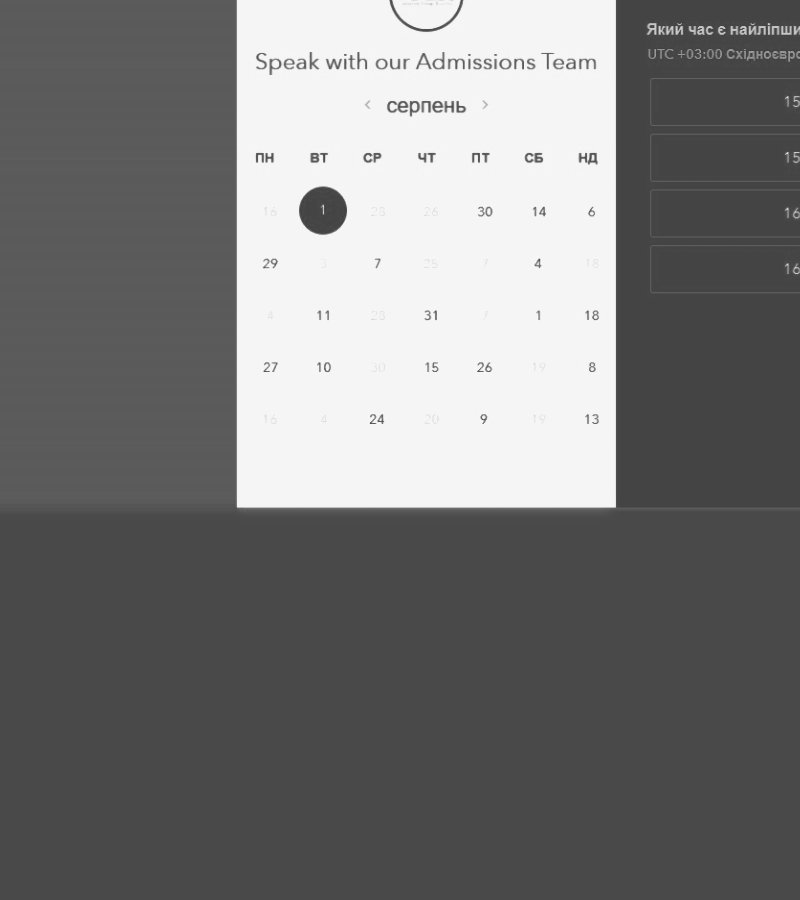 Speak with our Admissions Team
серпень
ПН ВТ СР ЧТ ПТ СБ НД
16 1 28 26 30 14 6
29 3 7 25 7 4 18
4 11 28 31 7 1 18
27 10 30 15 26 19 8
16 4 24 20 9 19 13
Який час є
UTC +03:00
15
15
16
16